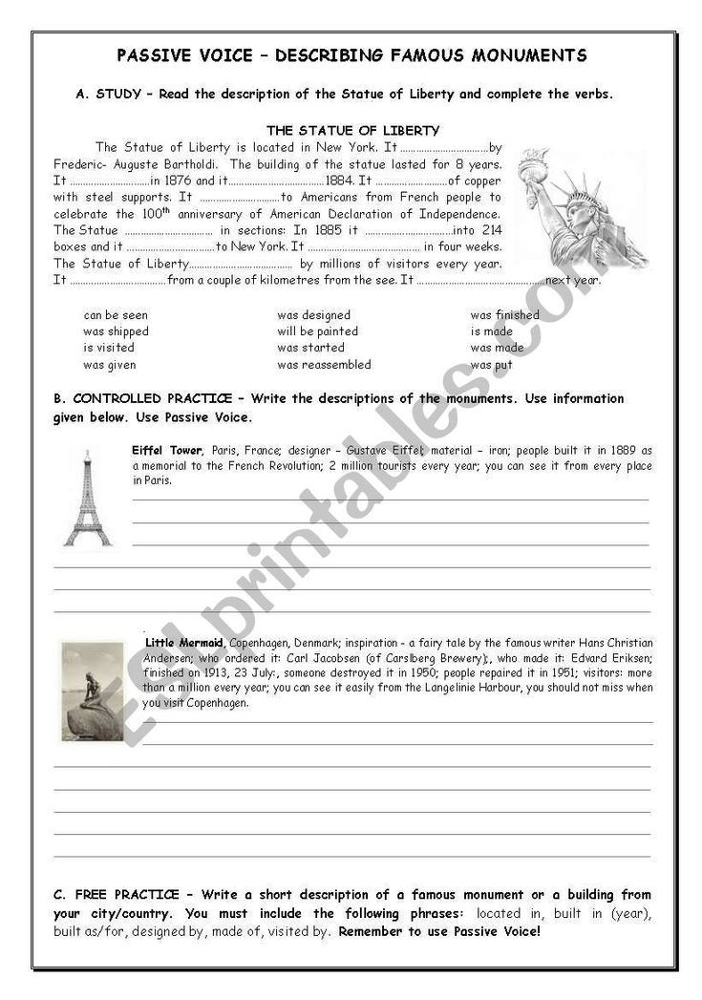 PASSIVE VOICE – DESCRIBING FAMOUS MONUMENTS
A. STUDY – Read the description of the Statue of Liberty and complete the verbs.
THE STATUE OF LIBERTY
The Statue of Liberty is located in New York. It ……………………………by
Frederic- Auguste Bartholdi. The building of the statue lasted for 8 years.
It …………………………in 1876 and it………………………………1884. It ………………………of copper
with steel supports. It …………………………to Americans from French people to
celebrate the 100th anniversary of American Declaration of Independence.
The Statue …………………………… in sections: In 1885 it ……………………………into 214
boxes and it ……………………………to New York. It …………………………………… in four weeks.
The Statue of Liberty………………………………… by millions of visitors every year.
It ………………………………from a couple of kilometres from the see. It …………………………………………next year.
can be seen was designed was finished
was shipped will be painted is made
is visited was started was made
was given was reassembled was put
B. CONTROLLED PRACTICE – Write the descriptions of the monuments. Use information
given below. Use Passive Voice.
Eiffel Tower, Paris, France; designer – Gustave Eiffel; material – iron; people built it in 1889 as
a memorial to the French Revolution; 2 million tourists every year; you can see it from every place
in Paris.
.
Little Mermaid, Copenhagen, Denmark; inspiration - a fairy tale by the famous writer Hans Christian
Andersen; who ordered it: Carl Jacobsen (of Carslberg Brewery);, who made it: Edvard Eriksen;
finished on 1913, 23 July:, someone destroyed it in 1950; people repaired it in 1951; visitors: more
than a million every year; you can see it easily from the Langelinie Harbour, you should not miss when
you visit Copenhagen.
C. FREE PRACTICE – Write a short description of a famous monument or a building from
your city/country. You must include the following phrases: located in, built in (year),
built as/for, designed by, made of, visited by. Remember to use Passive Voice!
ESLprintables.com